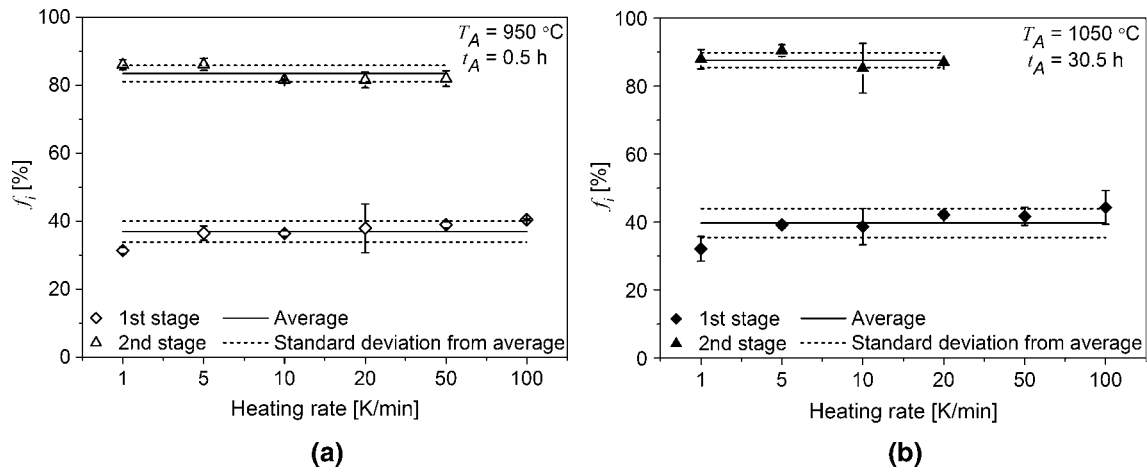 100
80
60
40
20
0
f_i [%]
T_A = 950 °C
t_A = 0.5 h
1st stage
Average
2nd stage
Standard deviation from average
1 5 10 20 50 100
Heating rate [K/min]
(a)
100
80
60
40
20
0
f_i [%]
T_A = 1050 °C
t_A = 30.5 h
1st stage
Average
2nd stage
Standard deviation from average
1 5 10 20 50 100
Heating rate [K/min]
(b)